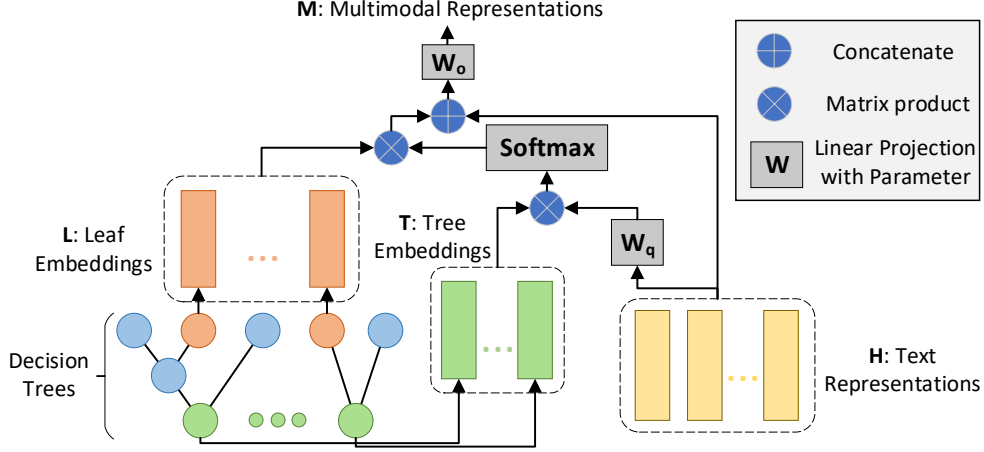 M: Multimodal Representations
Wo
Concatenate
Matrix product
W
Linear Projection
with Parameter
Softmax
L: Leaf
Embeddings
...
T: Tree
Embeddings
Wq
...
Decision
Trees
H: Text
Representations
...